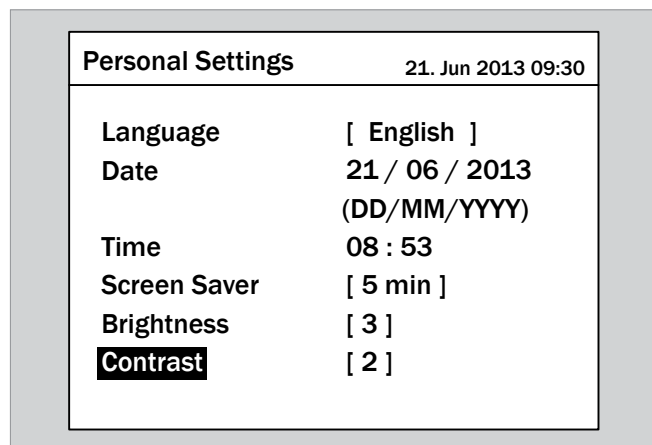 Personal Settings 21. Jun 2013 09:30
Language [ English ]
Date 21 / 06 / 2013
(DD/MM/YYYY)
Time 08 : 53
Screen Saver [ 5 min ]
Brightness [ 3 ]
Contrast [ 2 ]